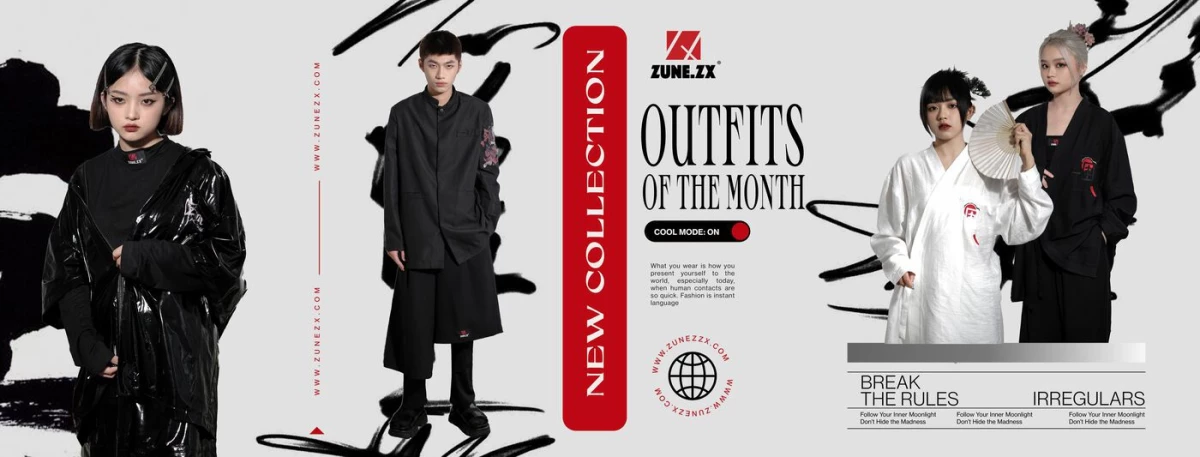 ZUNE.ZX
WWW.ZUNEZX.COM
WWW.ZUNEZX.COM
NEW COLLECTION
ZUNE.ZX®
OUTFITS
OF THE MONTH
COOL MODE: ON
What you wear is how you
present yourself to the
world, especially today,
when human contacts are
so quick. Fashion is instant
language
WWW.ZUNEZZX.COM
WWW.ZUNEZX.COM
BREAK
THE RULES
IRREGULARS
Follow Your Inner Moonlight
Don't Hide the Madness
Follow Your Inner Moonlight
Don't Hide the Madness
Follow Your Inner Moonlight
Don't Hide the Madness